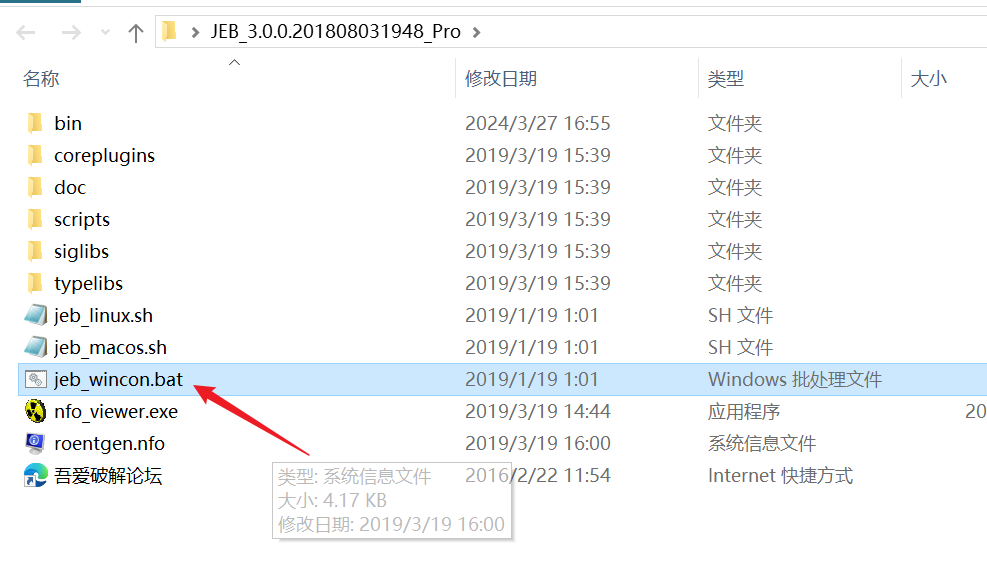 JEB_3.0.0.201808031948_Pro
名称 修改日期 类型 大小
bin 2024/3/27 16:55 文件夹
coreplugins 2019/3/19 15:39 文件夹
doc 2019/3/19 15:39 文件夹
scripts 2019/3/19 15:39 文件夹
siglibs 2019/3/19 15:39 文件夹
typelibs 2019/3/19 15:39 文件夹
jeb_linux.sh 2019/1/19 1:01 SH 文件
jeb_macos.sh 2019/1/19 1:01 SH 文件
jeb_wincon.bat 2019/1/19 1:01 Windows 批处理文件
nfo_viewer.exe 2019/3/19 14:44 应用程序 20
roentgen.nfo 2019/3/19 16:00 系统信息文件
吾爱破解论坛 2016/2/22 11:54 Internet 快捷方式
类型: 系统信息文件
大小: 4.17 KB
修改日期: 2019/3/19 16:00